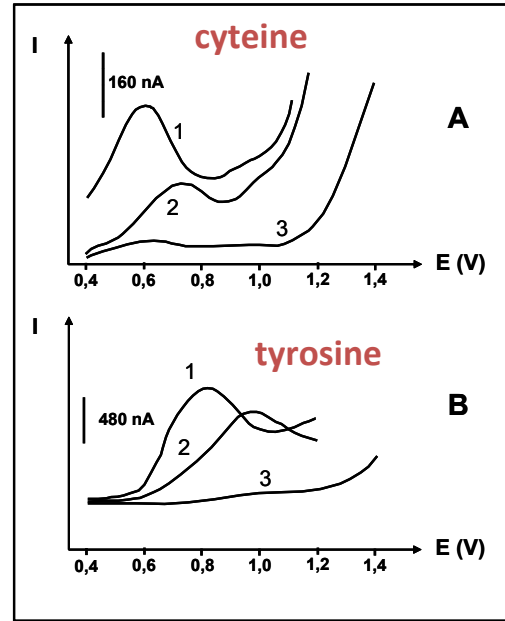 cyteine
I
160 nA
A
1
2
3
E (V)
0,4 0,6 0,8 1,0 1,2 1,4
I
tyrosine
1
B
480 nA
2
3
E (V)
0,4 0,6 0,8 1,0 1,2 1,4